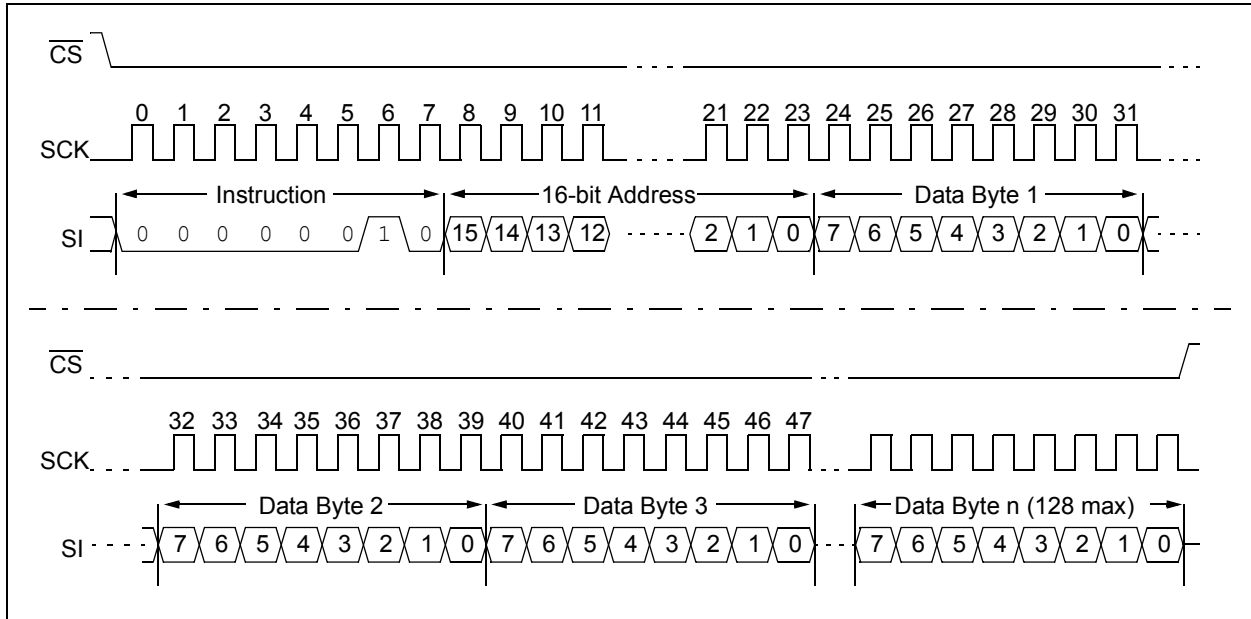 CS
0 1 2 3 4 5 6 7 8 9 10 11 21 22 23 24 25 26 27 28 29 30 31
SCK
Instruction 16-bit Address Data Byte 1
SI 0 0 0 0 0 0 1 0 15 14 13 12 2 1 0 7 6 5 4 3 2 1 0
CS
32 33 34 35 36 37 38 39 40 41 42 43 44 45 46 47
SCK
Data Byte 2 Data Byte 3 Data Byte n (128 max)
SI 7 6 5 4 3 2 1 0 7 6 5 4 3 2 1 0 7 6 5 4 3 2 1 0